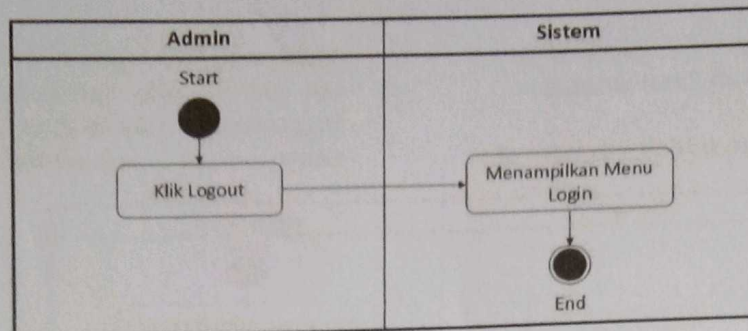 Admin
Sistem
Start
Klik Logout
Menampilkan Menu
Login
End